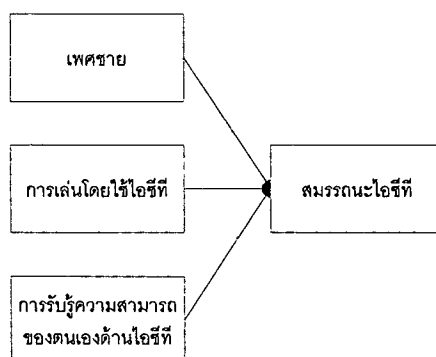 เพศชาย
การเล่นโดยใช้ไอซีที
สมรรถนะไอซีที
การรับรู้ความสามารถ
ของตนเองด้านไอซีที